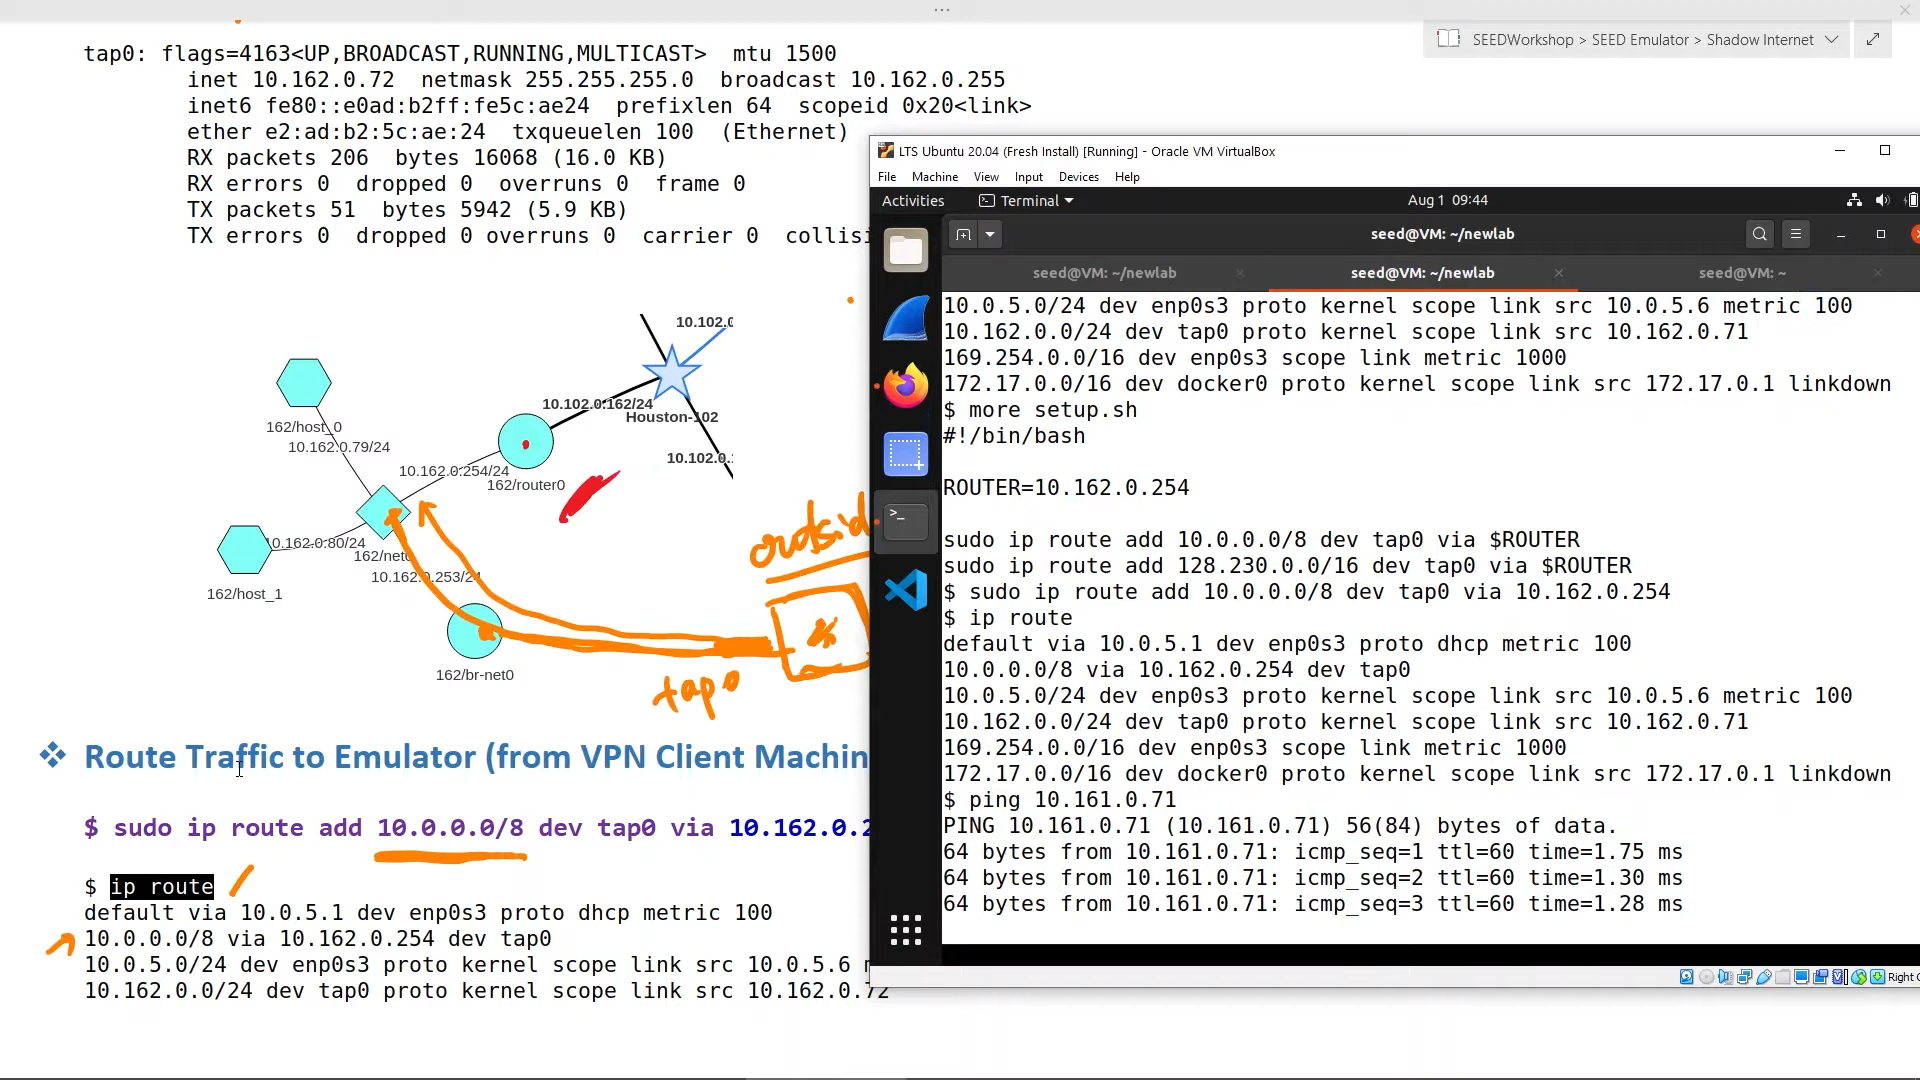 SEEDWorkshop > SEED Emulator > Shadow Internet
tap0: flags=4163<UP,BROADCAST,RUNNING,MULTICAST>  mtu 1500
inet 10.162.0.72  netmask 255.255.255.0  broadcast 10.162.0.255
inet6 fe80::e0ad:b2ff:fe5c:ae24  prefixlen 64  scopeid 0x20<link>
ether e2:ad:b2:5c:ae:24  txqueuelen 100  (Ethernet)
RX packets 206  bytes 16068 (16.0 KB)
RX errors 0  dropped 0  overruns 0  frame 0
TX packets 51  bytes 5942 (5.9 KB)
TX errors 0  dropped 0 overruns 0  carrier 0  collisi
10.102.0
10.102.0.162/24
Houston-102
10.102.0.
162/host_0
10.162.0.79/24
10.162.0.254/24
162/router0
10.162.0.80/24
162/net0
10.162.0.253/24
162/host_1
162/br-net0
outsid
tap0
Route Traffic to Emulator (from VPN Client Machin
$ sudo ip route add 10.0.0.0/8 dev tap0 via 10.162.0.2
$ ip route
default via 10.0.5.1 dev enp0s3 proto dhcp metric 100
10.0.0.0/8 via 10.162.0.254 dev tap0
10.0.5.0/24 dev enp0s3 proto kernel scope link src 10.0.5.6 m
10.162.0.0/24 dev tap0 proto kernel scope link src 10.162.0.72
LTS Ubuntu 20.04 (Fresh Install) [Running] - Oracle VM VirtualBox
File Machine View Input Devices Help
Activities Terminal Aug 1 09:44
seed@VM: ~/newlab
seed@VM: ~/newlab seed@VM: ~/newlab seed@VM: ~
10.0.5.0/24 dev enp0s3 proto kernel scope link src 10.0.5.6 metric 100
10.162.0.0/24 dev tap0 proto kernel scope link src 10.162.0.71
169.254.0.0/16 dev enp0s3 scope link metric 1000
172.17.0.0/16 dev docker0 proto kernel scope link src 172.17.0.1 linkdown
$ more setup.sh
#!/bin/bash
ROUTER=10.162.0.254
sudo ip route add 10.0.0.0/8 dev tap0 via $ROUTER
sudo ip route add 128.230.0.0/16 dev tap0 via $ROUTER
$ sudo ip route add 10.0.0.0/8 dev tap0 via 10.162.0.254
$ ip route
default via 10.0.5.1 dev enp0s3 proto dhcp metric 100
10.0.0.0/8 via 10.162.0.254 dev tap0
10.0.5.0/24 dev enp0s3 proto kernel scope link src 10.0.5.6 metric 100
10.162.0.0/24 dev tap0 proto kernel scope link src 10.162.0.71
169.254.0.0/16 dev enp0s3 scope link metric 1000
172.17.0.0/16 dev docker0 proto kernel scope link src 172.17.0.1 linkdown
$ ping 10.161.0.71
PING 10.161.0.71 (10.161.0.71) 56(84) bytes of data.
64 bytes from 10.161.0.71: icmp_seq=1 ttl=60 time=1.75 ms
64 bytes from 10.161.0.71: icmp_seq=2 ttl=60 time=1.30 ms
64 bytes from 10.161.0.71: icmp_seq=3 ttl=60 time=1.28 ms
Right C